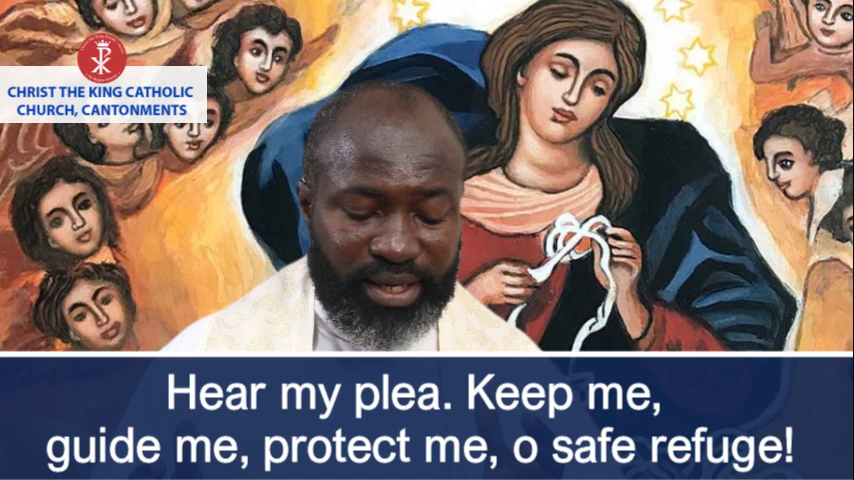 CHRIST THE KING CATHOLIC
CHURCH, CANTONMENTS
Hear my plea. Keep me,
guide me, protect me, o safe refuge!